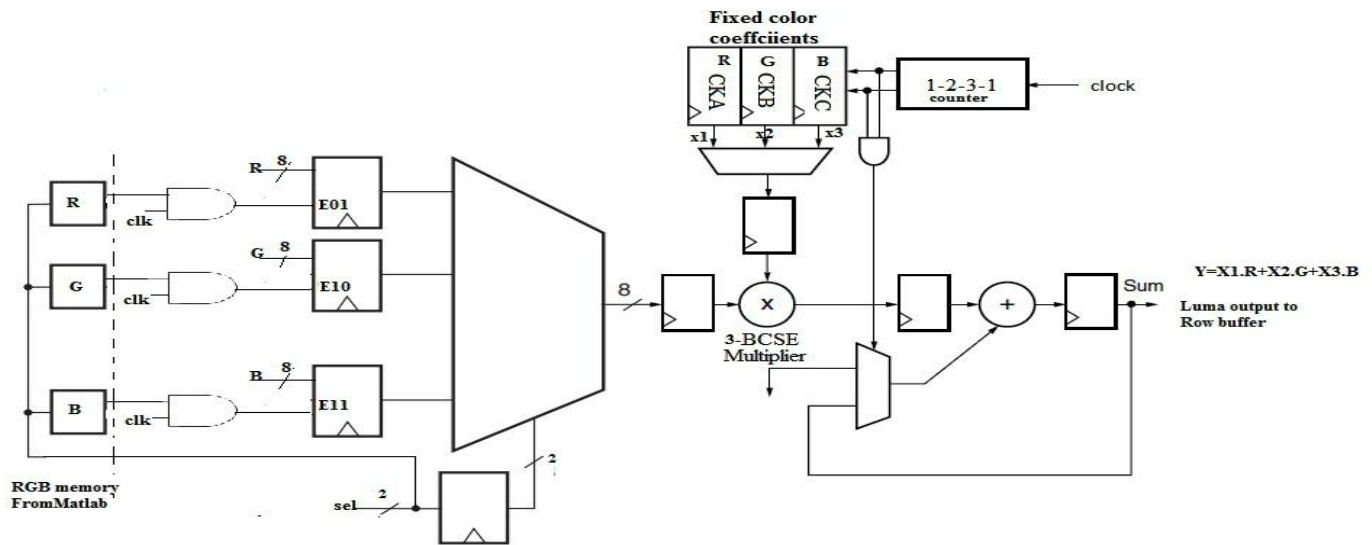 Fixed color
coeffciients
R G B
CKA CKB CKC
1-2-3-1
counter
clock
x1 x2 x3
R
clk
R 8
E01
G
clk
G 8
E10
B
clk
B 8
E11
8
X
3-BCSE
Multiplier
+
Sum
Y=X1.R+X2.G+X3.B
Luma output to
Row buffer
2
RGB memory
FromMatlab
sel 2